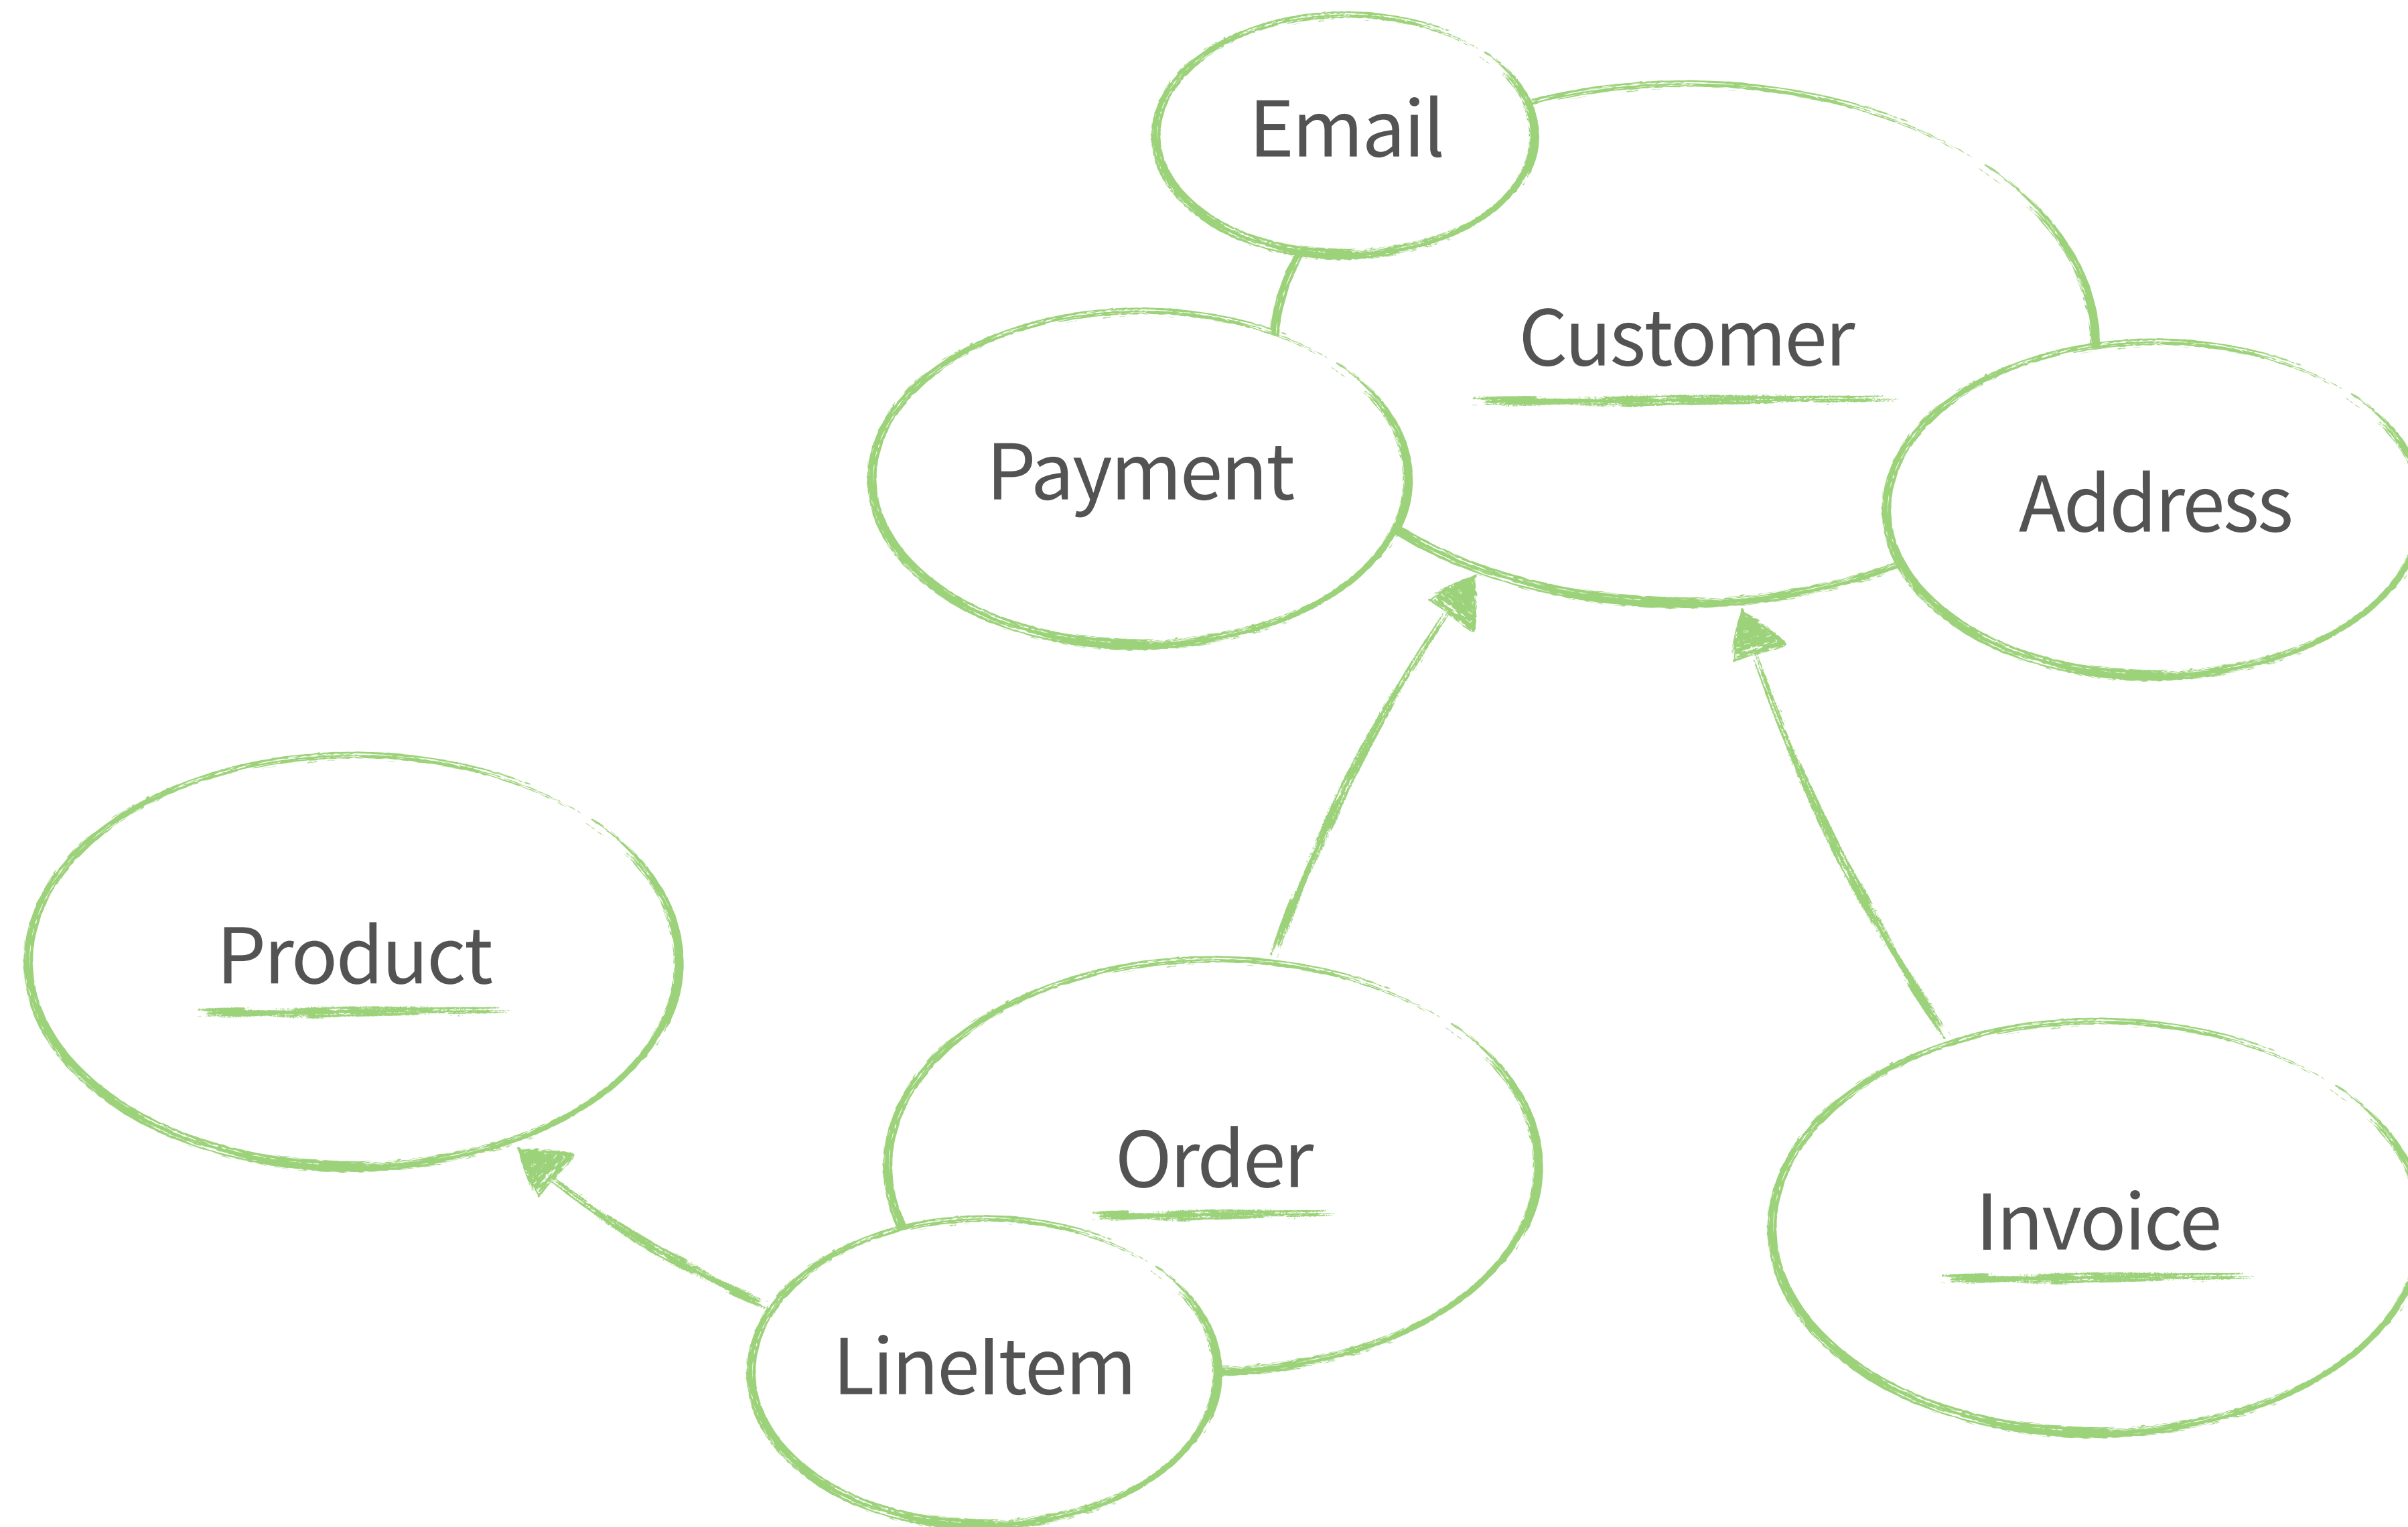 Email
Customer
Payment
Address
Product
Order
Invoice
LineItem